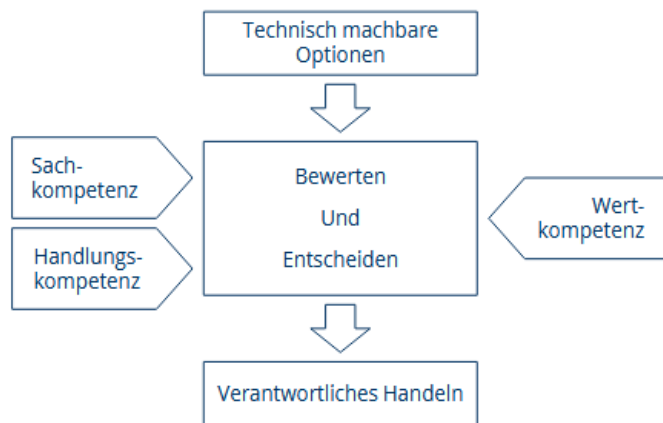 Technisch machbare
Optionen
Sach-
kompetenz
Handlungs-
kompetenz
Bewerten
Und
Entscheiden
Wert-
kompetenz
Verantwortliches Handeln